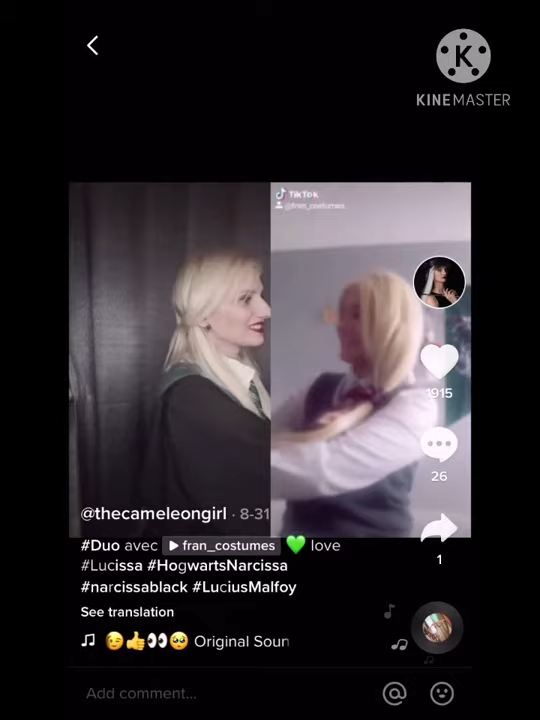 KINEMASTER
TikTok
@fran_costumes
1915
26
@thecameleongirl · 8-31
#Duo avec fran_costumes 💚 love
1
#Lucissa #HogwartsNarcissa
#narcissablack #LuciusMalfoy
See translation
😉👍👀🥺 Original Soun
Add comment...